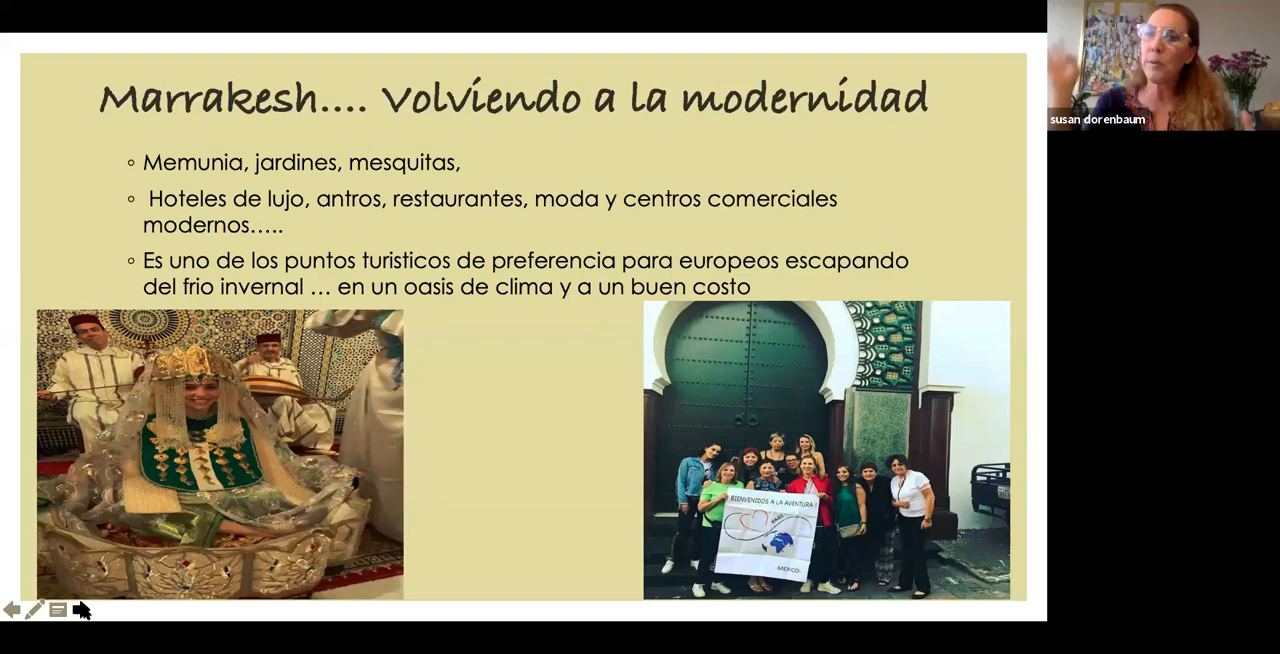 Marrakesh.... Volviendo a la modernidad
Memunia, jardines, mesquitas,
Hoteles de lujo, antros, restaurantes, moda y centros comerciales
modernos.....
Es uno de los puntos turisticos de preferencia para europeos escapando
del frio invernal ... en un oasis de clima y a un buen costo
BIENVENIDOS A LA AVENTURA !
MEXICO-
susan dorenbaum